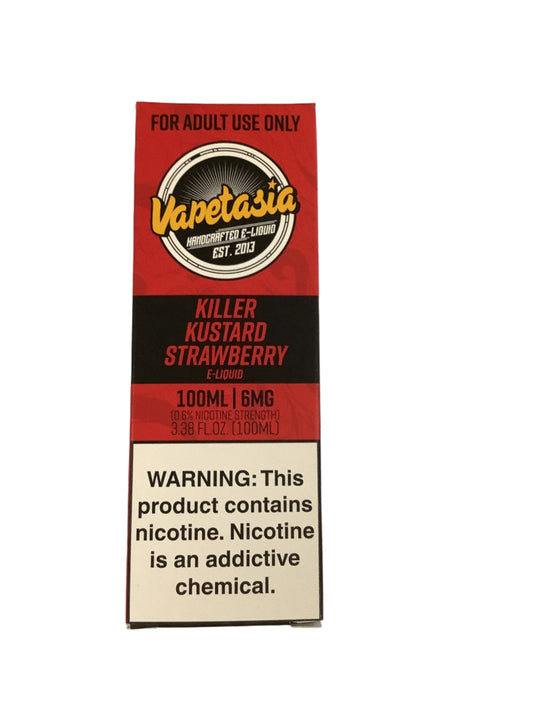 FOR ADULT USE ONLY
Vapetasia
HANDCRAFTED E-LIQUID
EST. 2013
KILLER
KUSTARD
STRAWBERRY
E-LIQUID
100ML | 6MG
(0.6% NICOTINE STRENGTH)
3.38 FL.OZ. (100ML)
WARNING: This
product contains
nicotine. Nicotine
is an addictive
chemical.